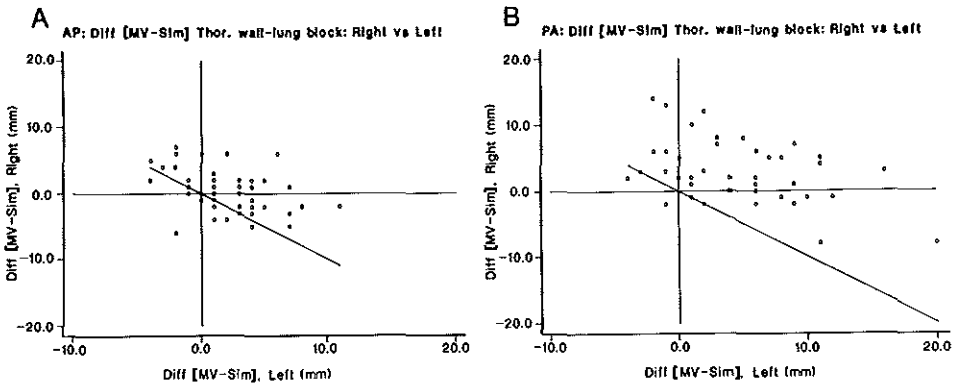 A
AP: Diff [MV-Sim] Thor. wall-lung block: Right vs Left
20.0
10.0
0.0
-10.0
-20.0
Diff [MV-Sim], Right (mm)
-10.0 0.0 10.0 20.0
Diff [MV-Sim], Left (mm)
B
PA: Diff [MV-Sim] Thor. wall-lung block: Right vs Left
20.0
10.0
0.0
-10.0
-20.0
Diff [MV-Sim], Right (mm)
-10.0 0.0 10.0 20.0
Diff [MV-Sim], Left (mm)